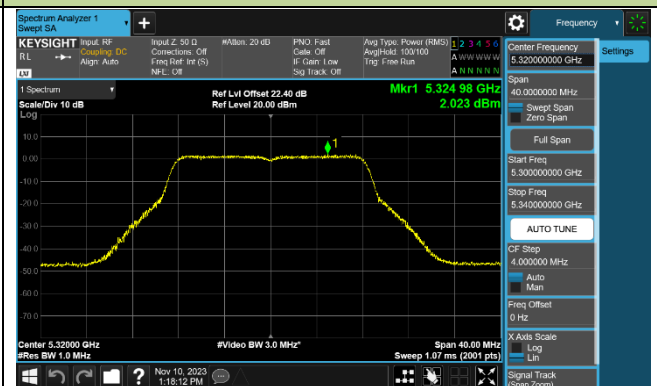 Spectrum Analyzer 1
Swept SA
+
Frequency
KEYSIGHT
Input: RF
Coupling: DC
Align: Auto
Input Z: 50 Ω
Corrections: Off
Freq Ref: Int (S)
NFE: Off
#Atten: 20 dB
PNO: Fast
Gate: Off
IF Gain: Low
Sig Track: Off
Avg Type: Power (RMS)
Avg|Hold: 100/100
Trig: Free Run
1 2 3 4 5 6
A W W W W W
A N N N N N
RL
LXI
1 Spectrum
Scale/Div 10 dB
Log
Ref Lvl Offset 22.40 dB
Ref Level 20.00 dBm
Mkr1 5.324 98 GHz
2.023 dBm
1
10.0
0.00
-10.0
-20.0
-30.0
-40.0
-50.0
-60.0
-70.0
Center 5.32000 GHz
#Res BW 1.0 MHz
#Video BW 3.0 MHz*
Span 40.00 MHz
Sweep 1.07 ms (2001 pts)
Center Frequency
5.320000000 GHz
Settings
Span
40.0000000 MHz
Swept Span
Zero Span
Full Span
Start Freq
5.300000000 GHz
Stop Freq
5.340000000 GHz
AUTO TUNE
CF Step
4.000000 MHz
Auto
Man
Freq Offset
0 Hz
X Axis Scale
Log
Lin
Signal Track
(Span Zoom)
?
Nov 10, 2023
1:18:12 PM